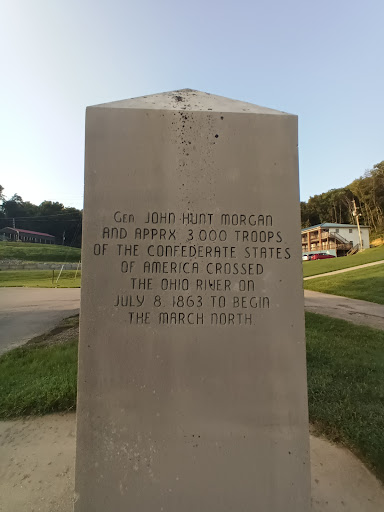 Gen. JOHN HUNT MORGAN
AND APPRX 3,000 TROOPS
OF THE CONFEDERATE STATES
OF AMERICA CROSSED
THE OHIO RIVER ON
JULY 8, 1863 TO BEGIN
THE MARCH NORTH